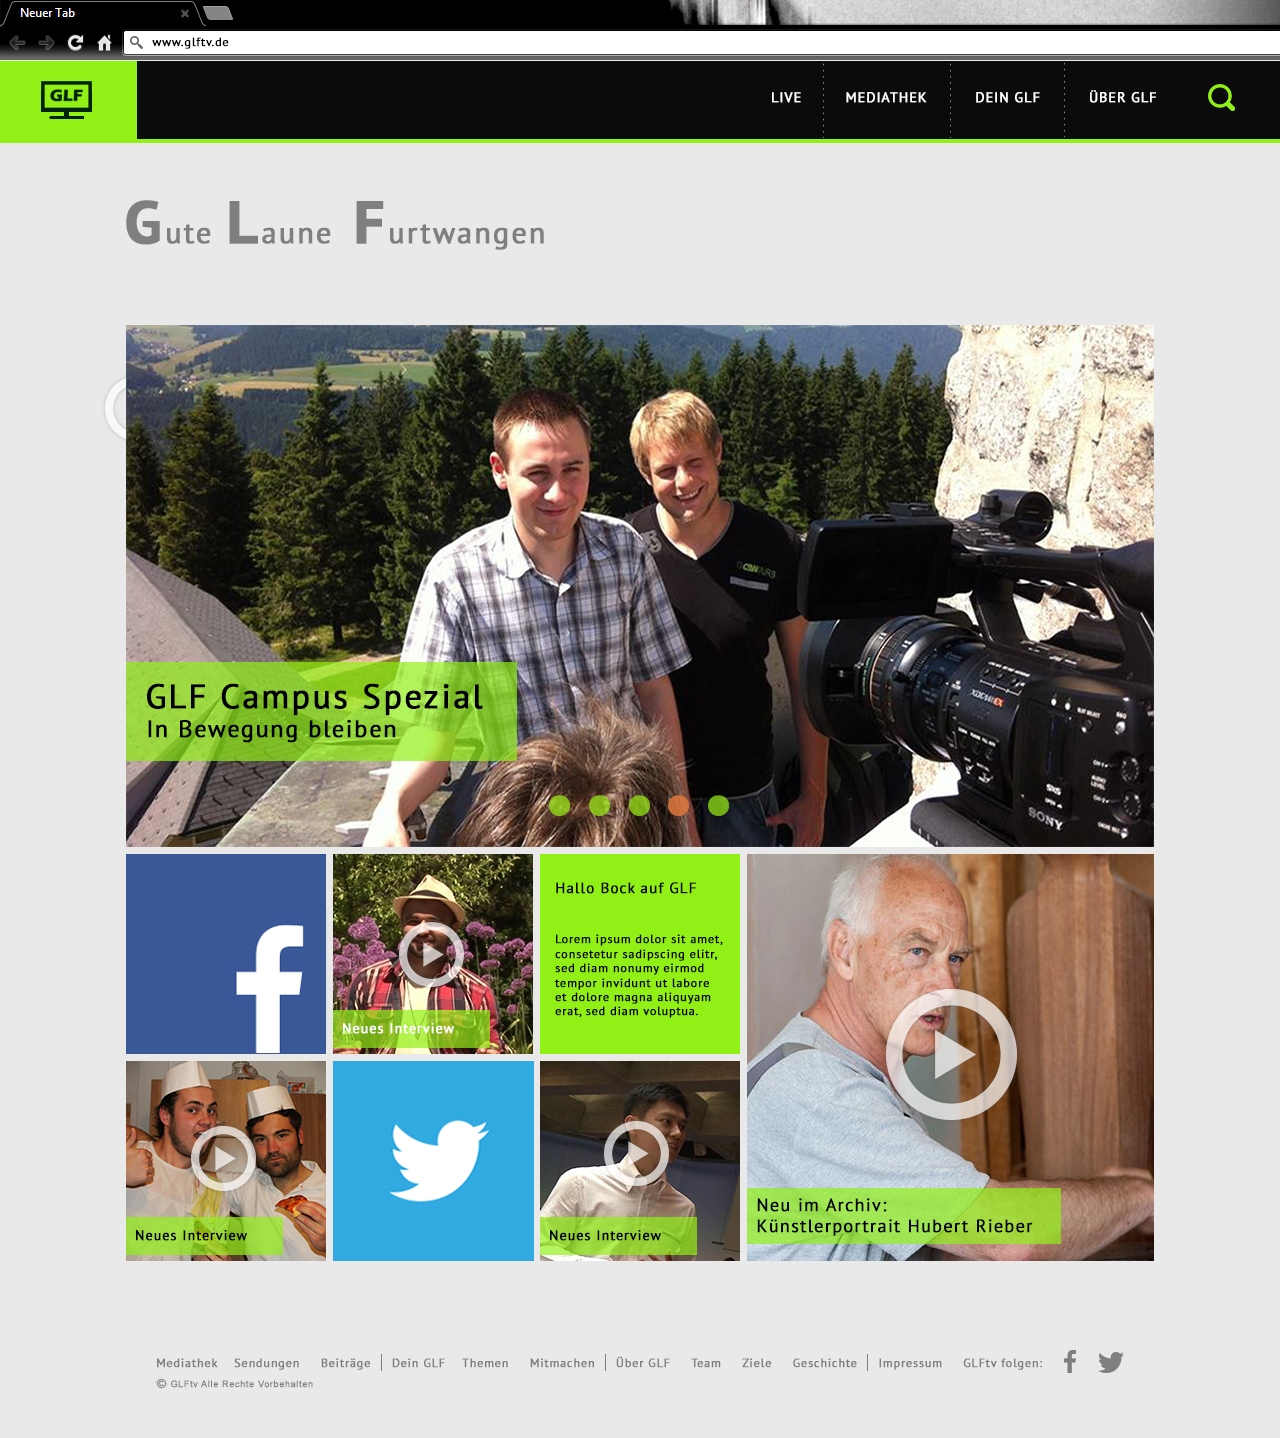 Neuer Tab
www.glftv.de
GLF
LIVE
MEDIATHEK
DEIN GLF
ÜBER GLF
Gute Laune Furtwangen
GLF Campus Spezial
In Bewegung bleiben
XDCAM EX
SxS
SONY
Neues Interview
Hallo Bock auf GLF
Lorem ipsum dolor sit amet,
consetetur sadipscing elitr,
sed diam nonumy eirmod
tempor invidunt ut labore
et dolore magna aliquyam
erat, sed diam voluptua.
Neues Interview
Neues Interview
Neu im Archiv:
Künstlerportrait Hubert Rieber
Mediathek Sendungen Beiträge Dein GLF Themen Mitmachen Über GLF Team Ziele Geschichte Impressum GLFtv folgen:
© GLFtv Alle Rechte Vorbehalten